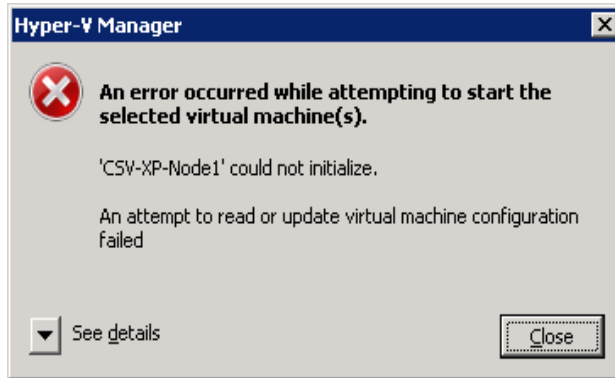 Hyper-V Manager
An error occurred while attempting to start the
selected virtual machine(s).
'CSV-XP-Node1' could not initialize.
An attempt to read or update virtual machine configuration
failed
See details
Close